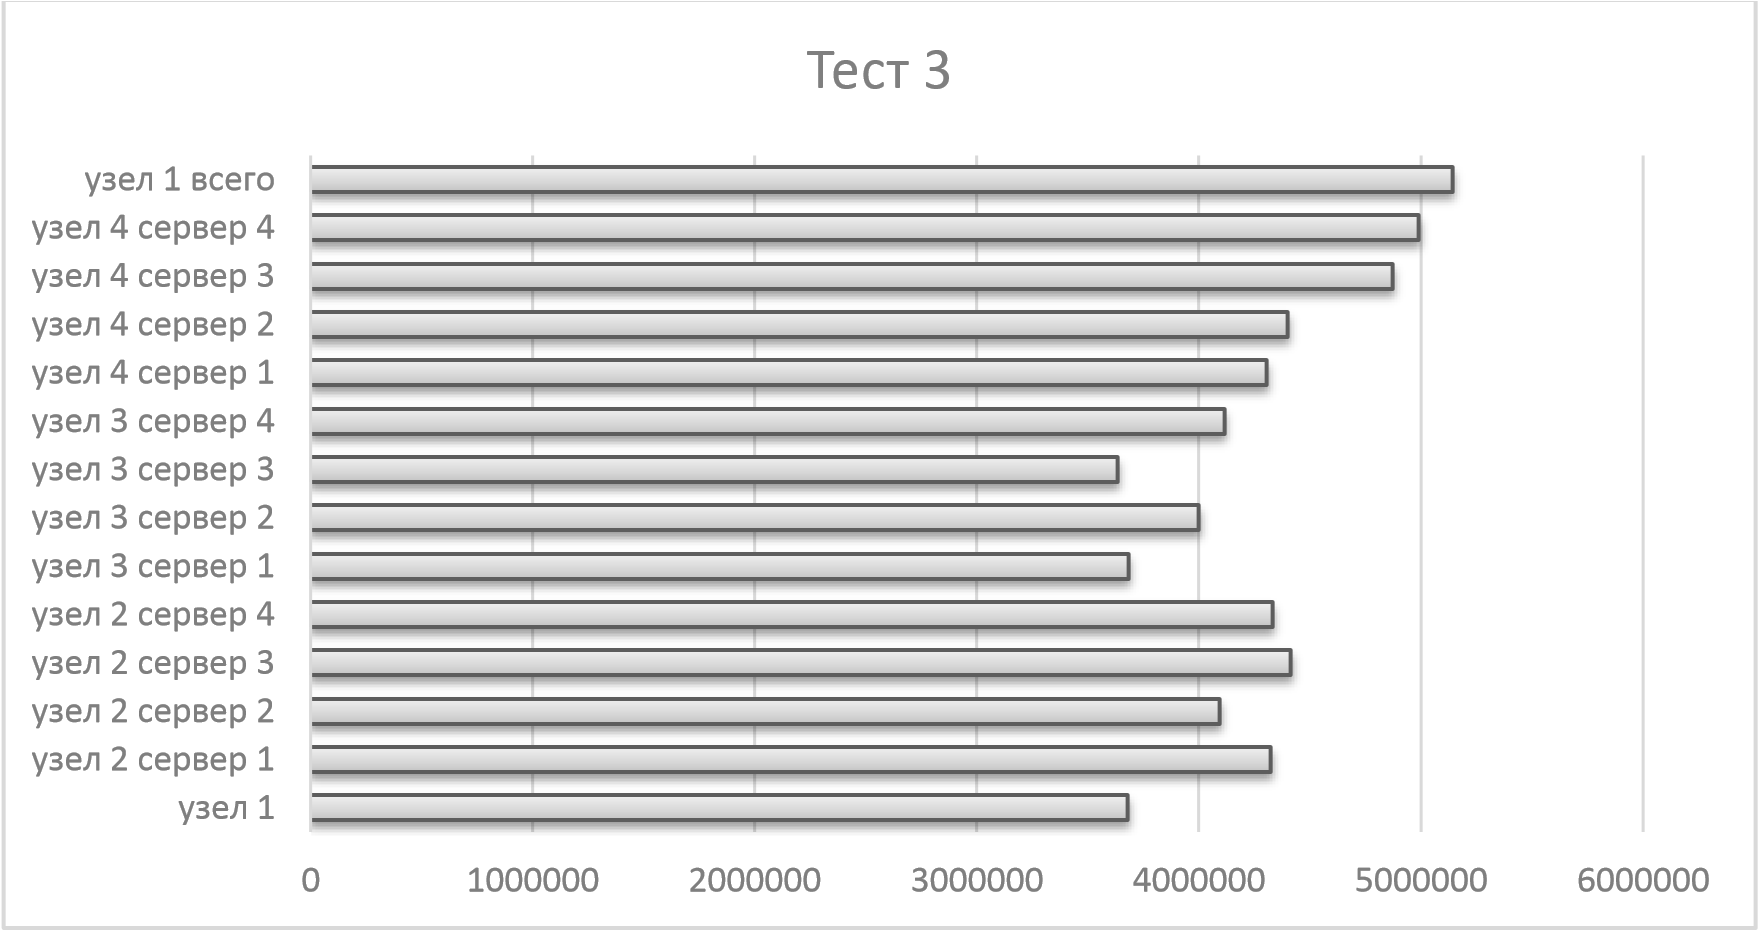 Тест 3
узел 1 всего
узел 4 сервер 4
узел 4 сервер 3
узел 4 сервер 2
узел 4 сервер 1
узел 3 сервер 4
узел 3 сервер 3
узел 3 сервер 2
узел 3 сервер 1
узел 2 сервер 4
узел 2 сервер 3
узел 2 сервер 2
узел 2 сервер 1
узел 1
0 1000000 2000000 3000000 4000000 5000000 6000000